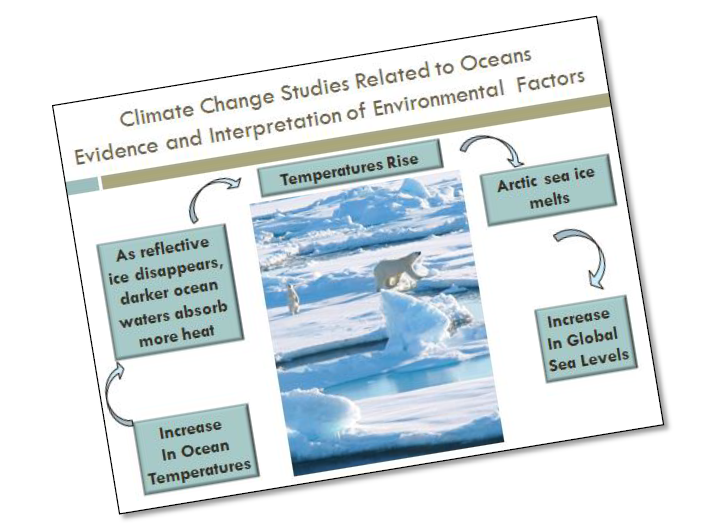 Climate Change Studies Related to Oceans
Evidence and Interpretation of Environmental Factors
Temperatures Rise
Arctic sea ice
melts
As reflective
ice disappears,
darker ocean
waters absorb
more heat
Increase
In Global
Sea Levels
Increase
In Ocean
Temperatures